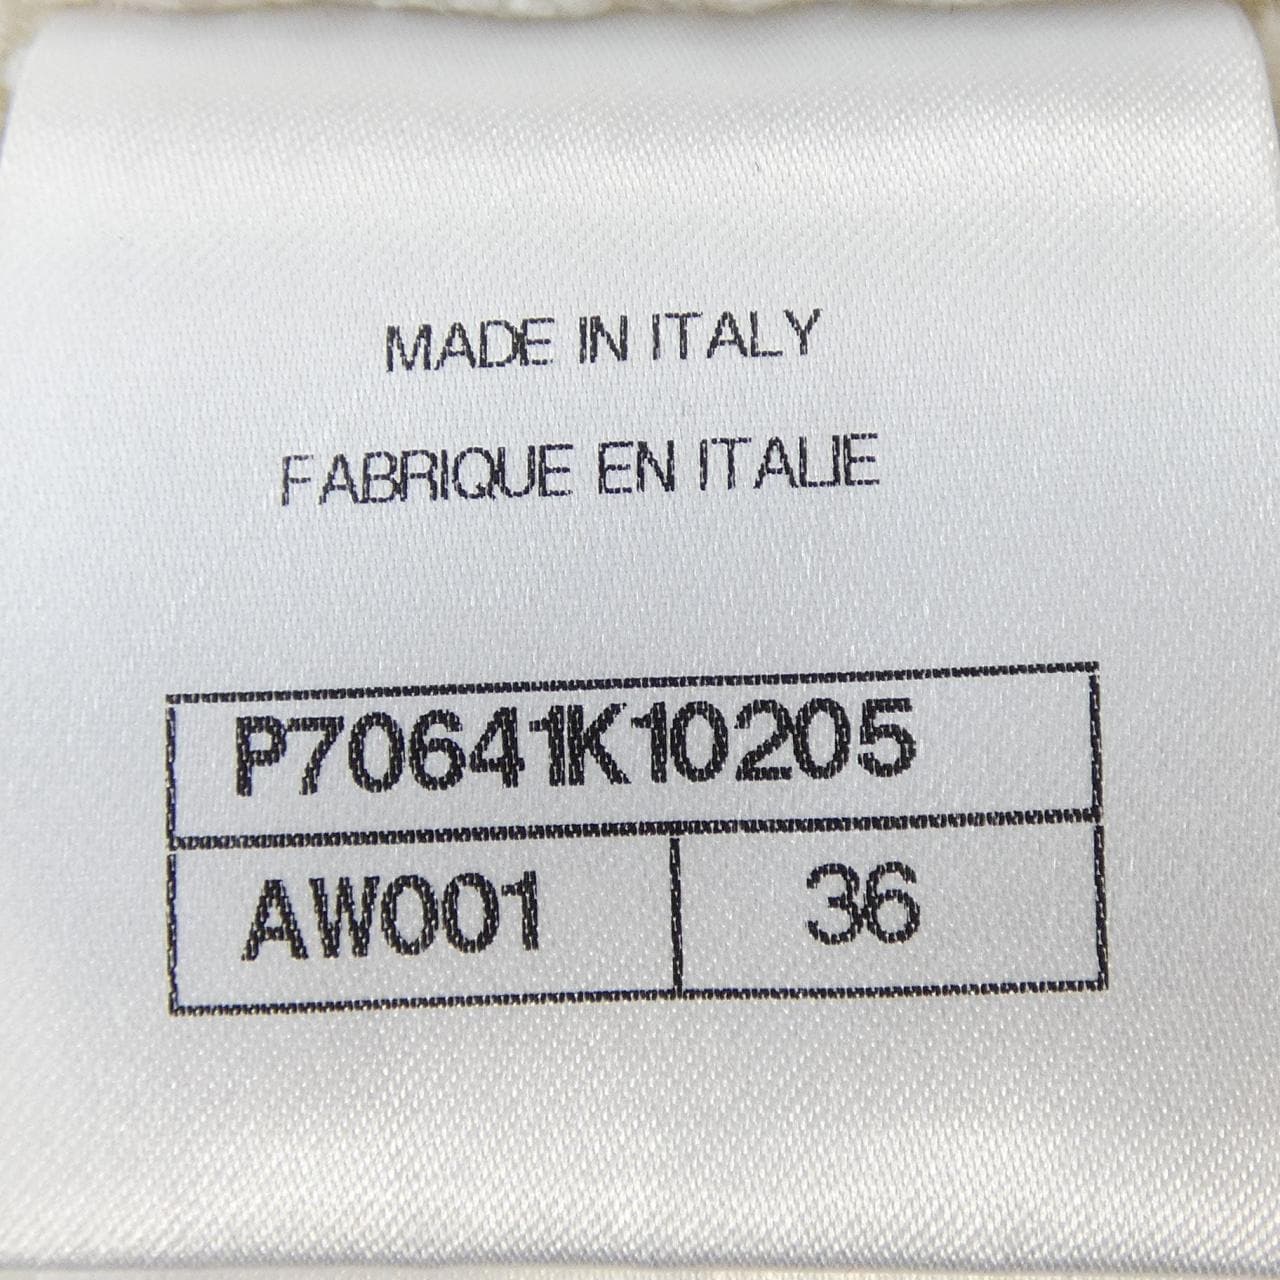 MADE IN ITALY
FABRIQUE EN ITALIE
P70641K10205
AW001 36